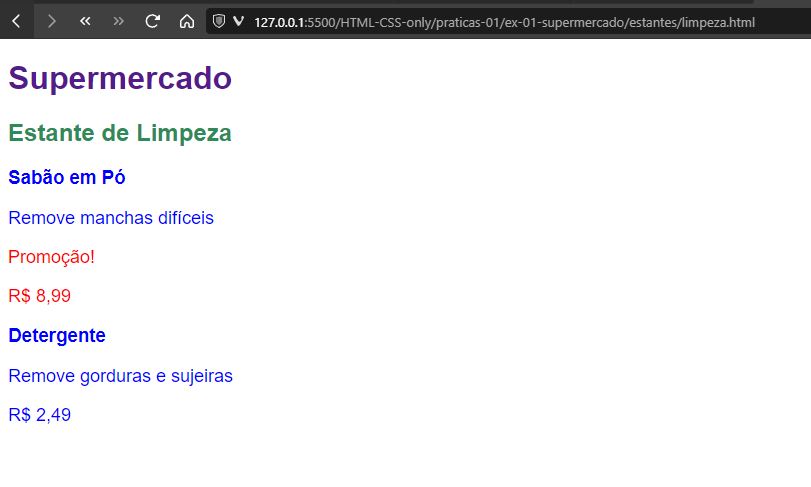 127.0.0.1:5500/HTML-CSS-only/praticas-01/ex-01-supermercado/estantes/limpeza.html
Supermercado
Estante de Limpeza
Sabão em Pó
Remove manchas difíceis
Promoção!
R$ 8,99
Detergente
Remove gorduras e sujeiras
R$ 2,49